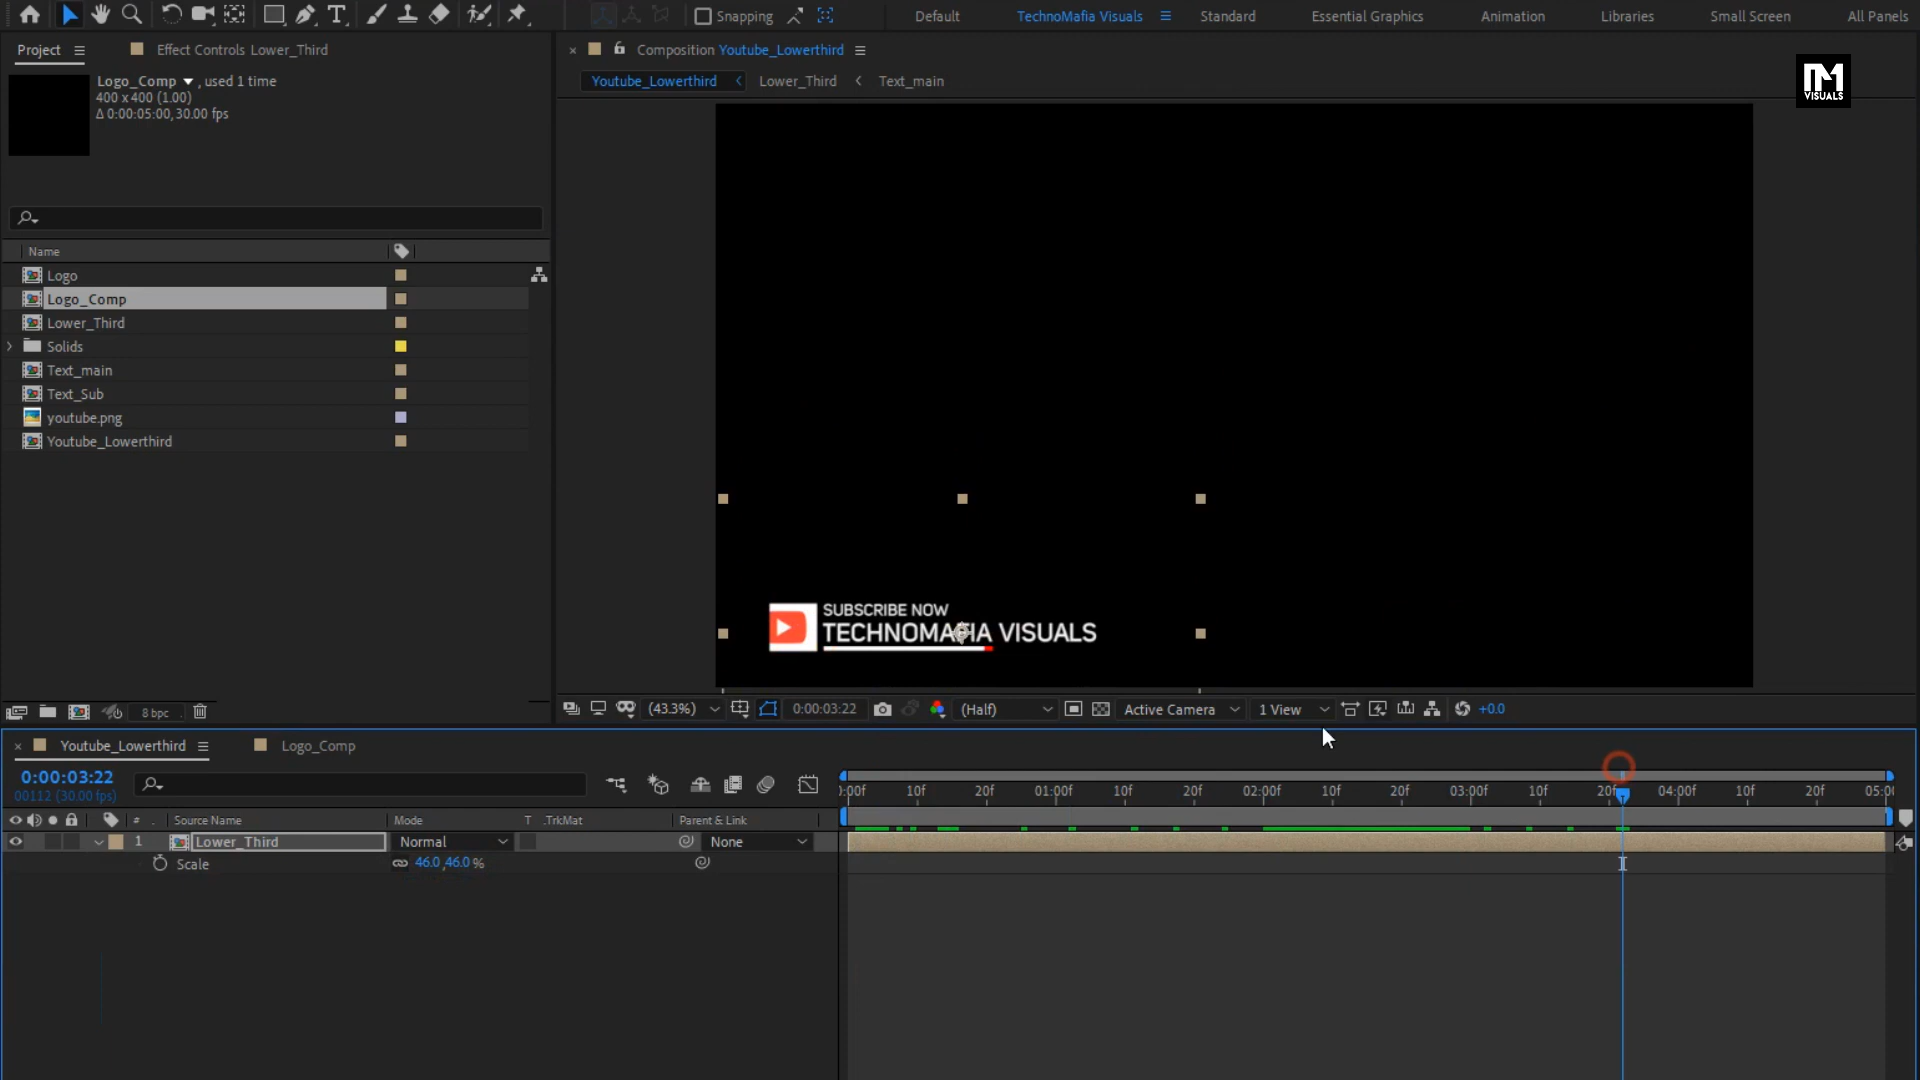 Snapping
Default
TechnoMafia Visuals
Standard
Essential Graphics
Animation
Libraries
Small Screen
All Panels
Project
Effect Controls Lower_Third
Composition Youtube_Lowerthird
Logo_Comp , used 1 time
400 x 400 (1.00)
Δ 0:00:05:00, 30.00 fps
Youtube_Lowerthird
Lower_Third
Text_main
VISUALS
Name
Logo
Logo_Comp
Lower_Third
Solids
Text_main
Text_Sub
youtube.png
Youtube_Lowerthird
SUBSCRIBE NOW
TECHNOMAFIA VISUALS
8 bpc
(43.3%)
0:00:03:22
(Half)
Active Camera
1 View
+0.0
Youtube_Lowerthird
Logo_Comp
0:00:03:22
00112 (30.00 fps)
:00f 10f 20f 01:00f 10f 20f 02:00f 10f 20f 03:00f 10f 20f 04:00f 10f 20f 05:00
# Source Name Mode T .TrkMat Parent & Link
1 Lower_Third Normal None
Scale 46.0,46.0 %